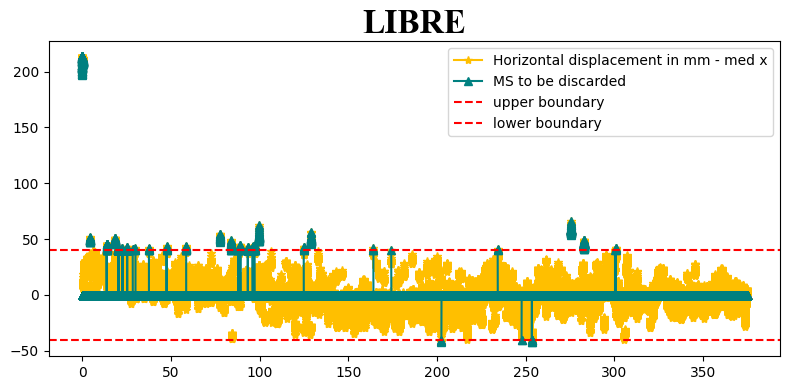 LIBRE
Horizontal displacement in mm - med x
MS to be discarded
upper boundary
lower boundary
200
150
100
50
0
−50
0 50 100 150 200 250 300 350